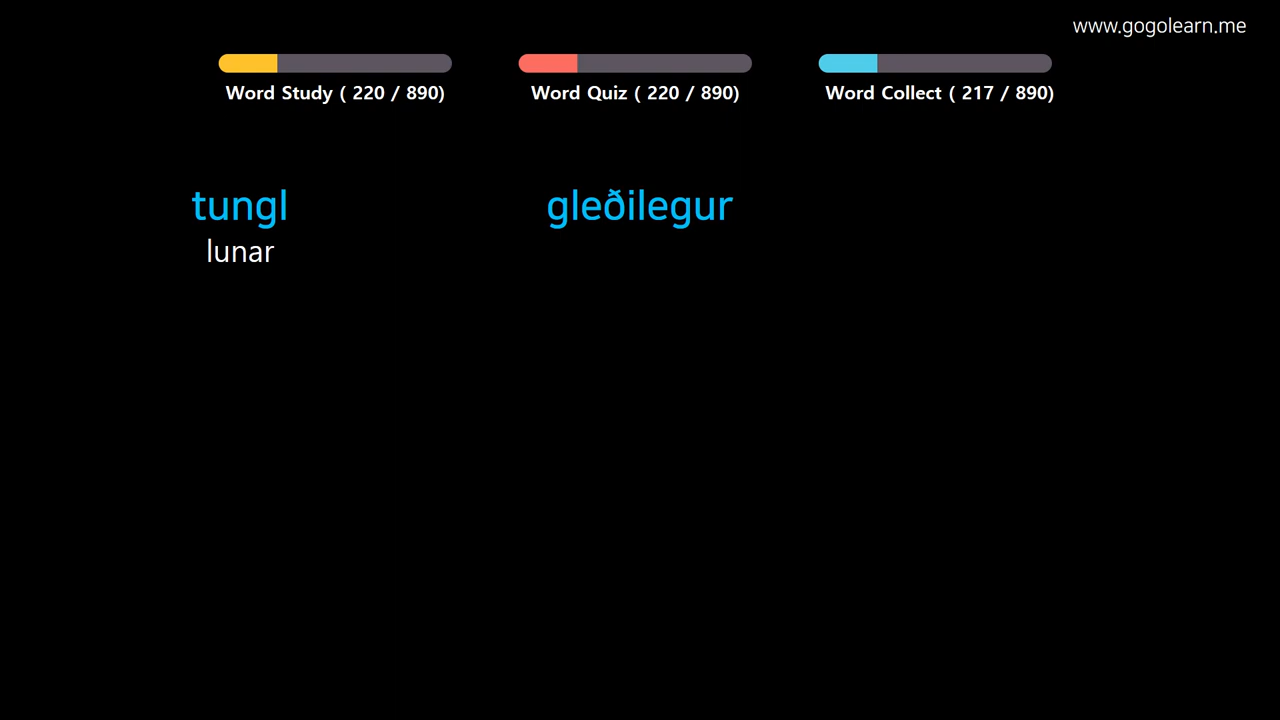 www.gogolearn.me
Word Study ( 220 / 890)
Word Quiz ( 220 / 890)
Word Collect ( 217 / 890)
tungl
lunar
gleðilegur